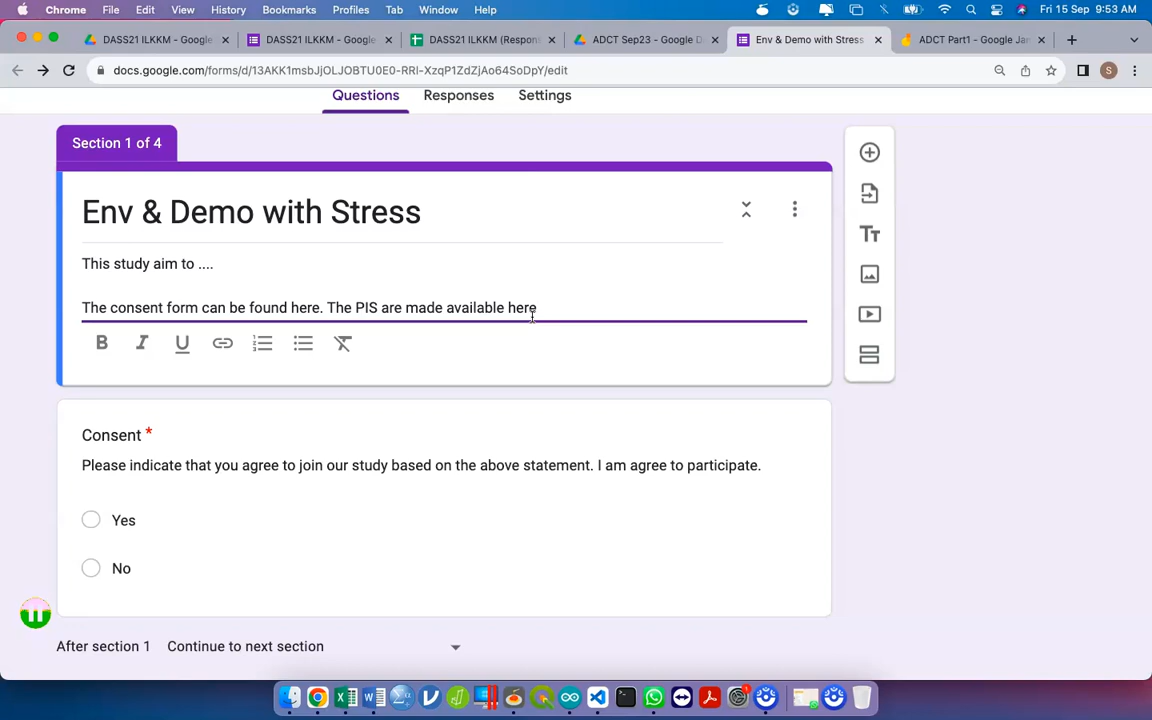 Chrome File Edit View History Bookmarks Profiles Tab Window Help Fri 15 Sep 9:53 AM
DASS21 ILKKM - Google DASS21 ILKKM - Google DASS21 ILKKM (Respon ADCT Sep23 - Google D Env & Demo with Stress ADCT Part1 - Google Jam
docs.google.com/forms/d/13AKK1msbJjOLJOBTU0E0-RRI-XzqP1ZdZjAo64SoDpY/edit S
Questions Responses Settings
Section 1 of 4
Env & Demo with Stress
This study aim to ....
The consent form can be found here. The PIS are made available here
B I U
Tt
Consent *
Please indicate that you agree to join our study based on the above statement. I am agree to participate.
Yes
No
After section 1 Continue to next section